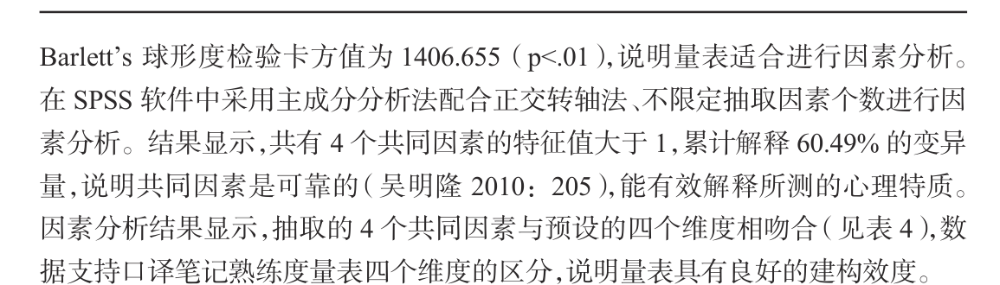 Barlett’s 球形度检验卡方值为 1406.655（p<.01），说明量表适合进行因素分析。
在 SPSS 软件中采用主成分分析法配合正交转轴法、不限定抽取因素个数进行因
素分析。结果显示，共有 4 个共同因素的特征值大于 1，累计解释 60.49% 的变异
量，说明共同因素是可靠的（吴明隆 2010：205），能有效解释所测的心理特质。
因素分析结果显示，抽取的 4 个共同因素与预设的四个维度相吻合（见表 4），数
据支持口译笔记熟练度量表四个维度的区分，说明量表具有良好的建构效度。